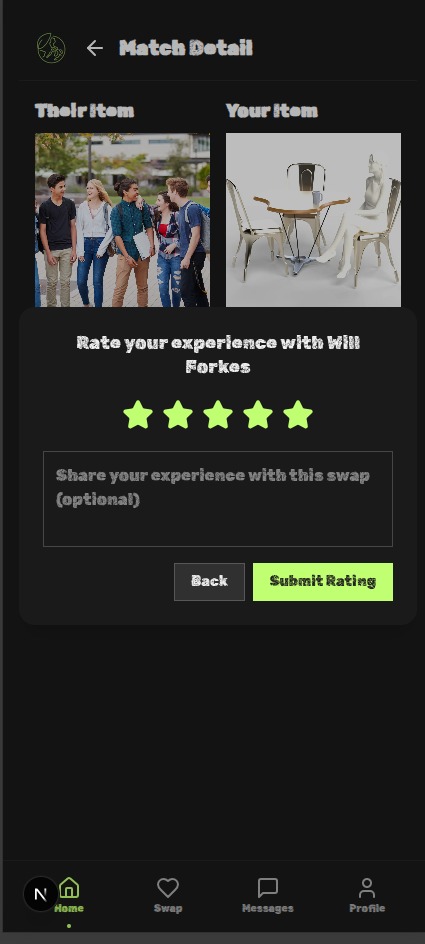 Match Detail
Their Item
Your Item
Rate your experience with Will
Forkes
Share your experience with this swap
(optional)
Back
Submit Rating
N
Home
Swap
Messages
Profile